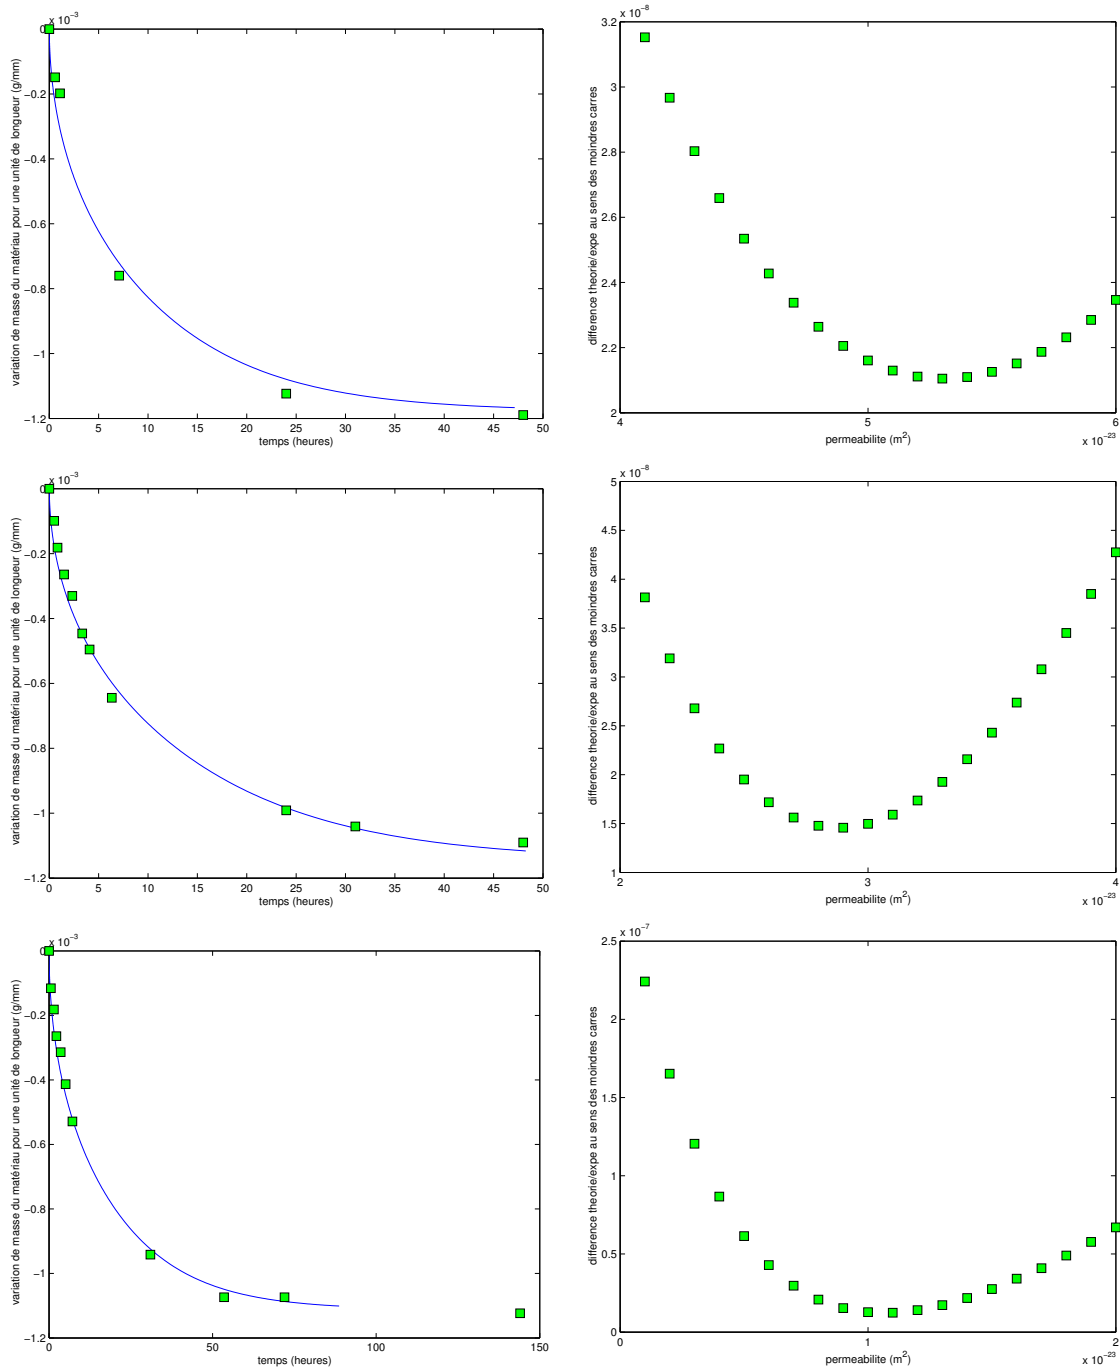 x 10⁻³
0
−0.2
−0.4
−0.6
−0.8
−1
−1.2
0 5 10 15 20 25 30 35 40 45 50
temps (heures)
variation de masse du matériau pour une unité de longueur (g/mm)
x 10⁻⁸
3.2
3
2.8
2.6
2.4
2.2
2
4 5 6
x 10⁻²³
permeabilite (m²)
difference theorie/expe au sens des moindres carres
x 10⁻³
0
−0.2
−0.4
−0.6
−0.8
−1
−1.2
0 5 10 15 20 25 30 35 40 45 50
temps (heures)
variation de masse du matériau pour une unité de longueur (g/mm)
x 10⁻⁸
5
4.5
4
3.5
3
2.5
2
1.5
1
2 3 4
x 10⁻²³
permeabilite (m²)
difference theorie/expe au sens des moindres carres
x 10⁻³
0
−0.2
−0.4
−0.6
−0.8
−1
−1.2
0 50 100 150
temps (heures)
variation de masse du matériau pour une unité de longueur (g/mm)
x 10⁻⁷
2.5
2
1.5
1
0.5
0
0 1 2
x 10⁻²³
permeabilite (m²)
difference theorie/expe au sens des moindres carres